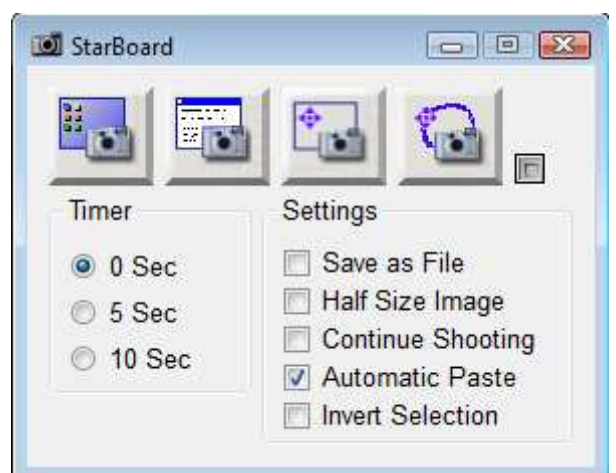 StarBoard
Timer
0 Sec
5 Sec
10 Sec
Settings
Save as File
Half Size Image
Continue Shooting
Automatic Paste
Invert Selection